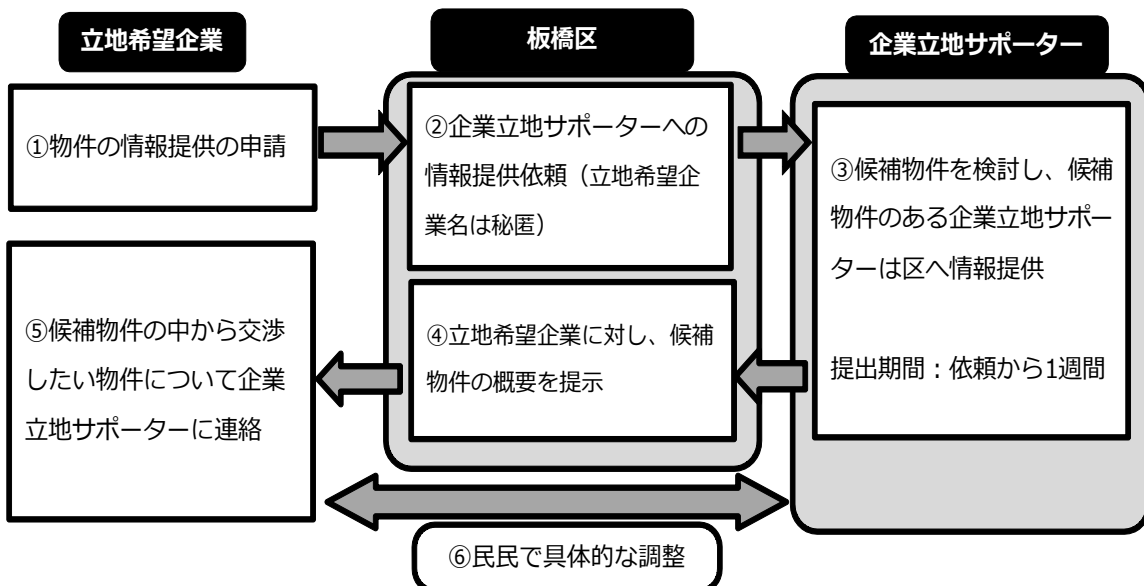 立地希望企業
板橋区
企業立地サポーター
①物件の情報提供の申請
②企業立地サポーターへの
情報提供依頼（立地希望企
業名は秘匿）
③候補物件を検討し、候補
物件のある企業立地サポー
ターは区へ情報提供
提出期間：依頼から1週間
④立地希望企業に対し、候補
物件の概要を提示
⑤候補物件の中から交渉
したい物件について企業
立地サポーターに連絡
⑥民民で具体的な調整